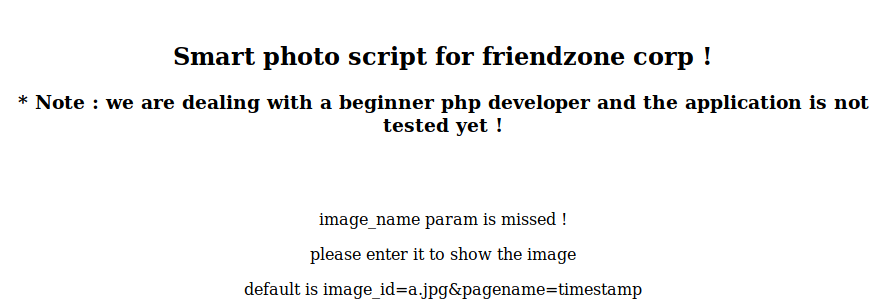 Smart photo script for friendzone corp !
* Note : we are dealing with a beginner php developer and the application is not
tested yet !
image_name param is missed !
please enter it to show the image
default is image_id=a.jpg&pagename=timestamp